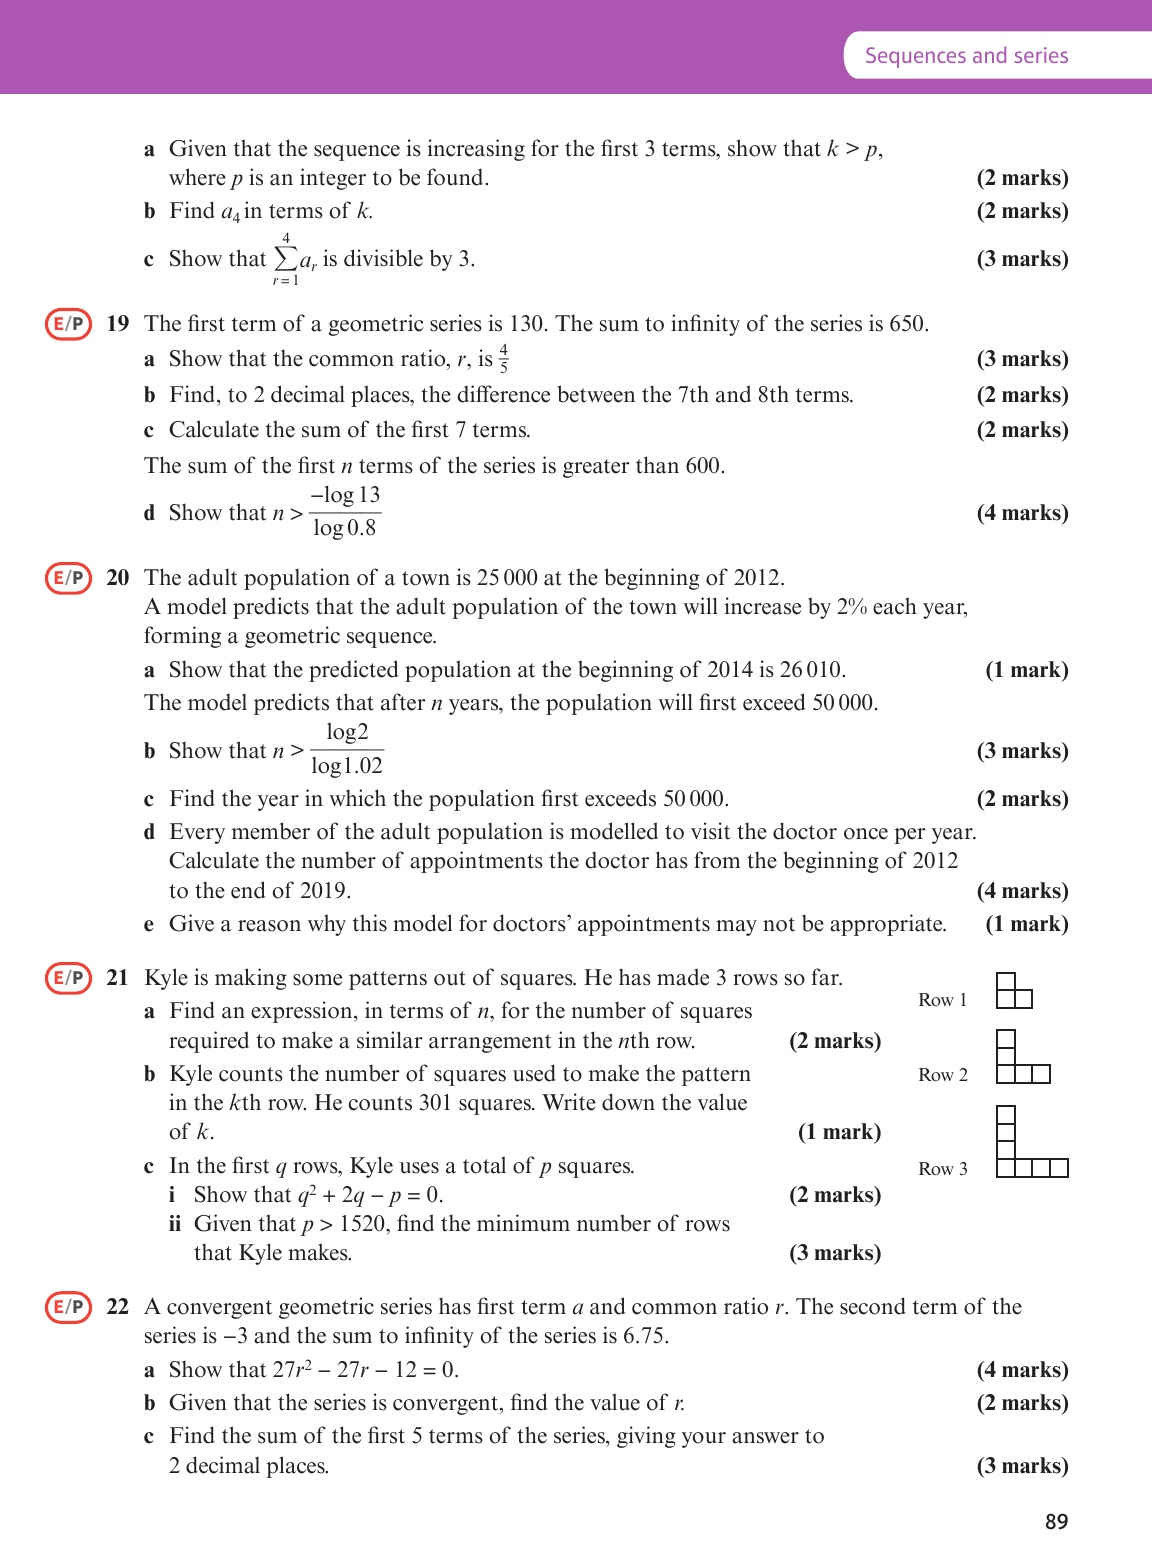 Sequences and series
a Given that the sequence is increasing for the first 3 terms, show that k > p,
where p is an integer to be found. (2 marks)
b Find a₄ in terms of k. (2 marks)
c Show that ∑_{r=1}^{4} aᵣ is divisible by 3. (3 marks)
E/P 19 The first term of a geometric series is 130. The sum to infinity of the series is 650.
a Show that the common ratio, r, is 4/5 (3 marks)
b Find, to 2 decimal places, the difference between the 7th and 8th terms. (2 marks)
c Calculate the sum of the first 7 terms. (2 marks)
The sum of the first n terms of the series is greater than 600.
d Show that n > −log 13 / log 0.8 (4 marks)
E/P 20 The adult population of a town is 25 000 at the beginning of 2012.
A model predicts that the adult population of the town will increase by 2% each year,
forming a geometric sequence.
a Show that the predicted population at the beginning of 2014 is 26 010. (1 mark)
The model predicts that after n years, the population will first exceed 50 000.
b Show that n > log2 / log1.02 (3 marks)
c Find the year in which the population first exceeds 50 000. (2 marks)
d Every member of the adult population is modelled to visit the doctor once per year.
Calculate the number of appointments the doctor has from the beginning of 2012
to the end of 2019. (4 marks)
e Give a reason why this model for doctors’ appointments may not be appropriate. (1 mark)
E/P 21 Kyle is making some patterns out of squares. He has made 3 rows so far.
Row 1
a Find an expression, in terms of n, for the number of squares
required to make a similar arrangement in the nth row. (2 marks)
b Kyle counts the number of squares used to make the pattern
Row 2
in the kth row. He counts 301 squares. Write down the value
of k. (1 mark)
c In the first q rows, Kyle uses a total of p squares.
Row 3
i Show that q² + 2q − p = 0. (2 marks)
ii Given that p > 1520, find the minimum number of rows
that Kyle makes. (3 marks)
E/P 22 A convergent geometric series has first term a and common ratio r. The second term of the
series is −3 and the sum to infinity of the series is 6.75.
a Show that 27r² − 27r − 12 = 0. (4 marks)
b Given that the series is convergent, find the value of r. (2 marks)
c Find the sum of the first 5 terms of the series, giving your answer to
2 decimal places. (3 marks)
89